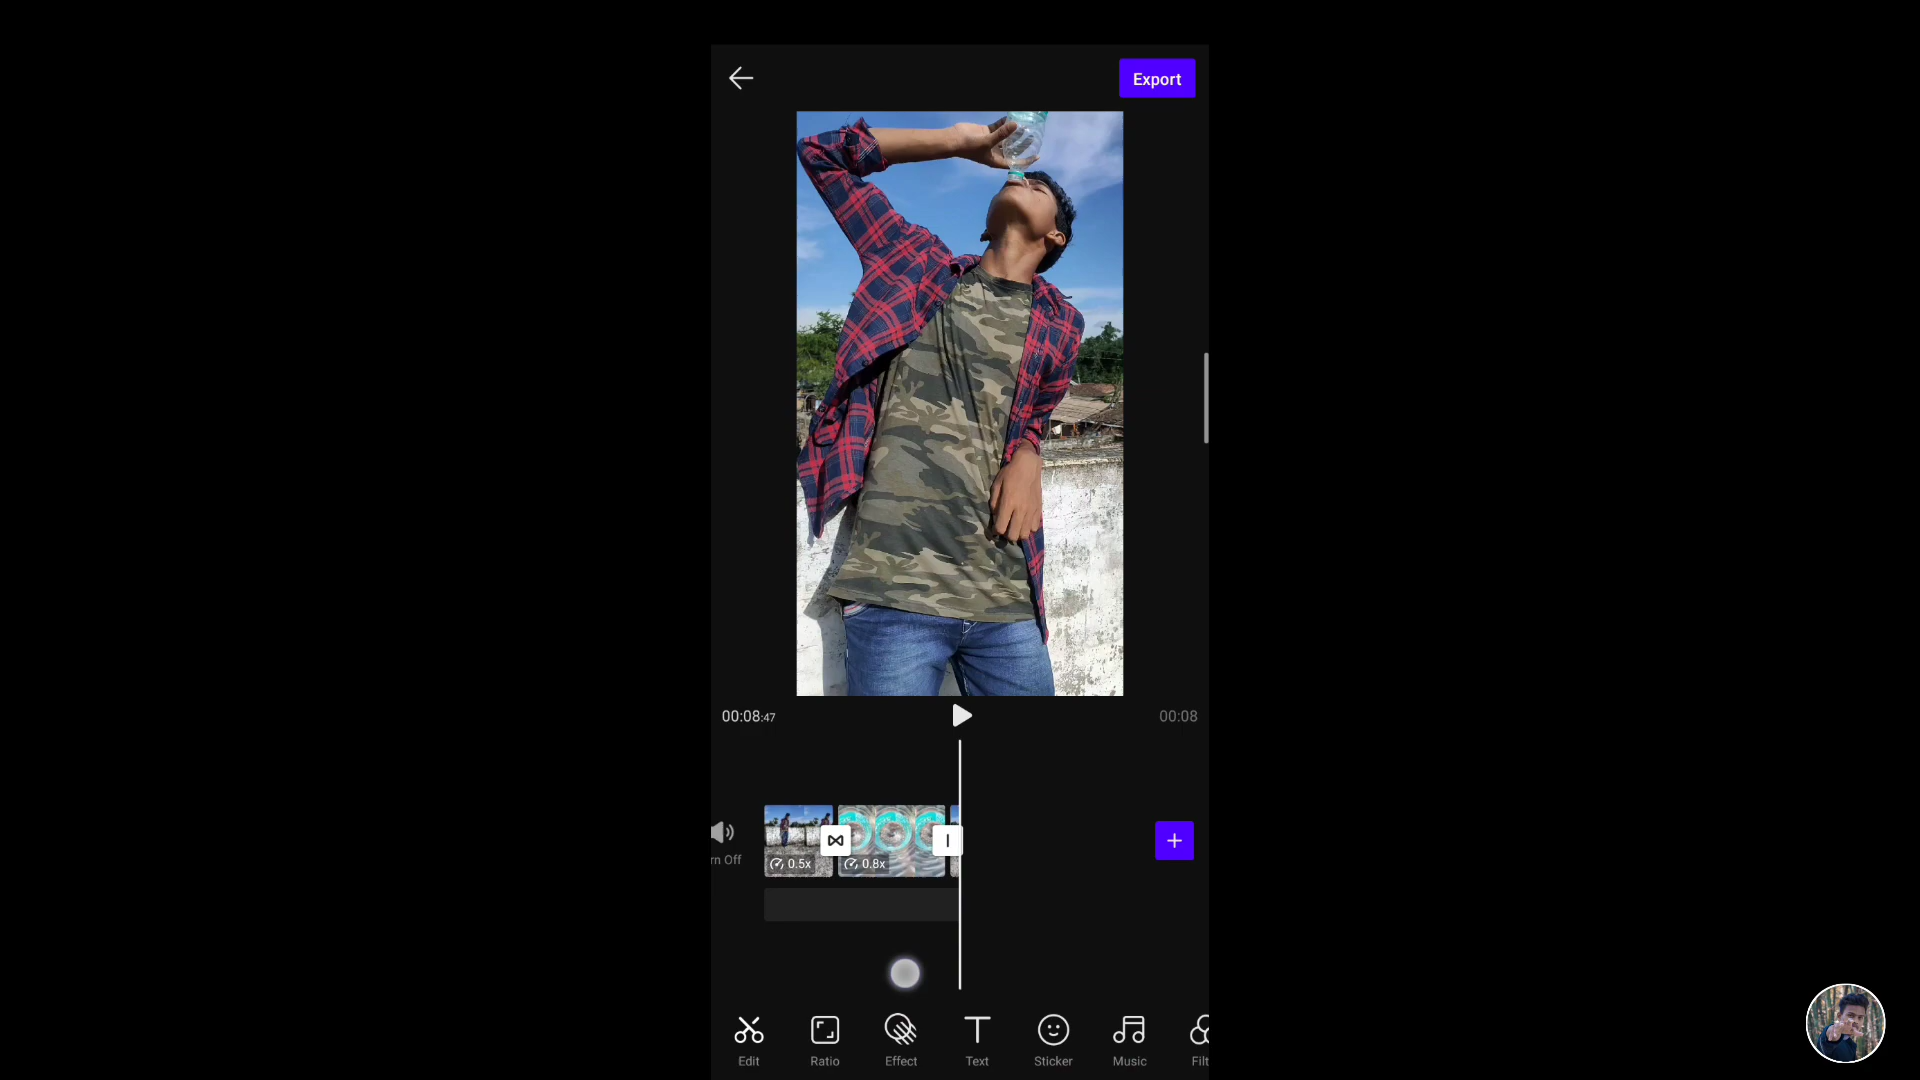 Export
00:08:47
00:08
rn Off
0.5x
0.8x
Edit
Ratio
Effect
Text
Sticker
Music
Filt